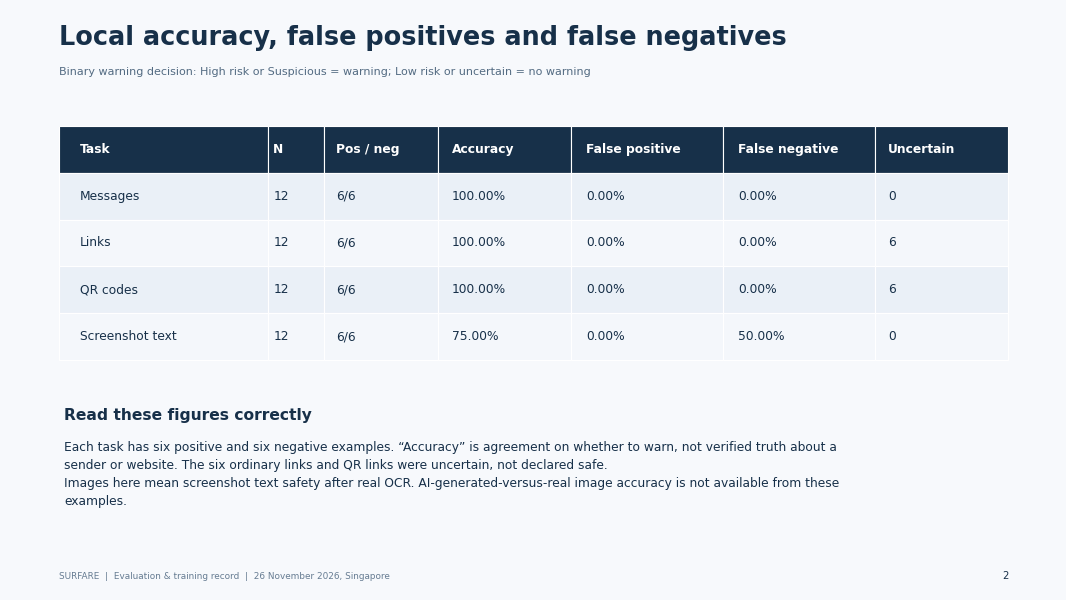 Local accuracy, false positives and false negatives
Binary warning decision: High risk or Suspicious = warning; Low risk or uncertain = no warning
Task N Pos / neg Accuracy False positive False negative Uncertain
Messages 12 6/6 100.00% 0.00% 0.00% 0
Links 12 6/6 100.00% 0.00% 0.00% 6
QR codes 12 6/6 100.00% 0.00% 0.00% 6
Screenshot text 12 6/6 75.00% 0.00% 50.00% 0
Read these figures correctly
Each task has six positive and six negative examples. “Accuracy” is agreement on whether to warn, not verified truth about a
sender or website. The six ordinary links and QR links were uncertain, not declared safe.
Images here mean screenshot text safety after real OCR. AI-generated-versus-real image accuracy is not available from these
examples.
SURFARE | Evaluation & training record | 26 November 2026, Singapore 2